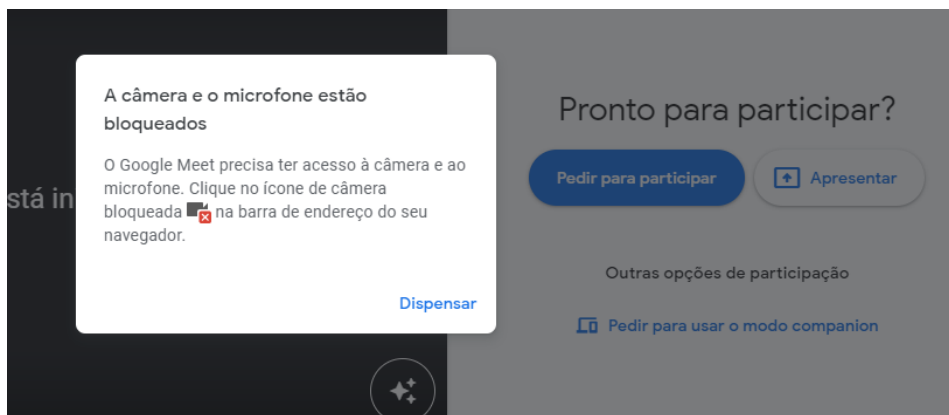 A câmera e o microfone estão
bloqueados
O Google Meet precisa ter acesso à câmera e ao
microfone. Clique no ícone de câmera
bloqueada na barra de endereço do seu
navegador.
Dispensar
stá in
Pronto para participar?
Pedir para participar
Apresentar
Outras opções de participação
Pedir para usar o modo companion